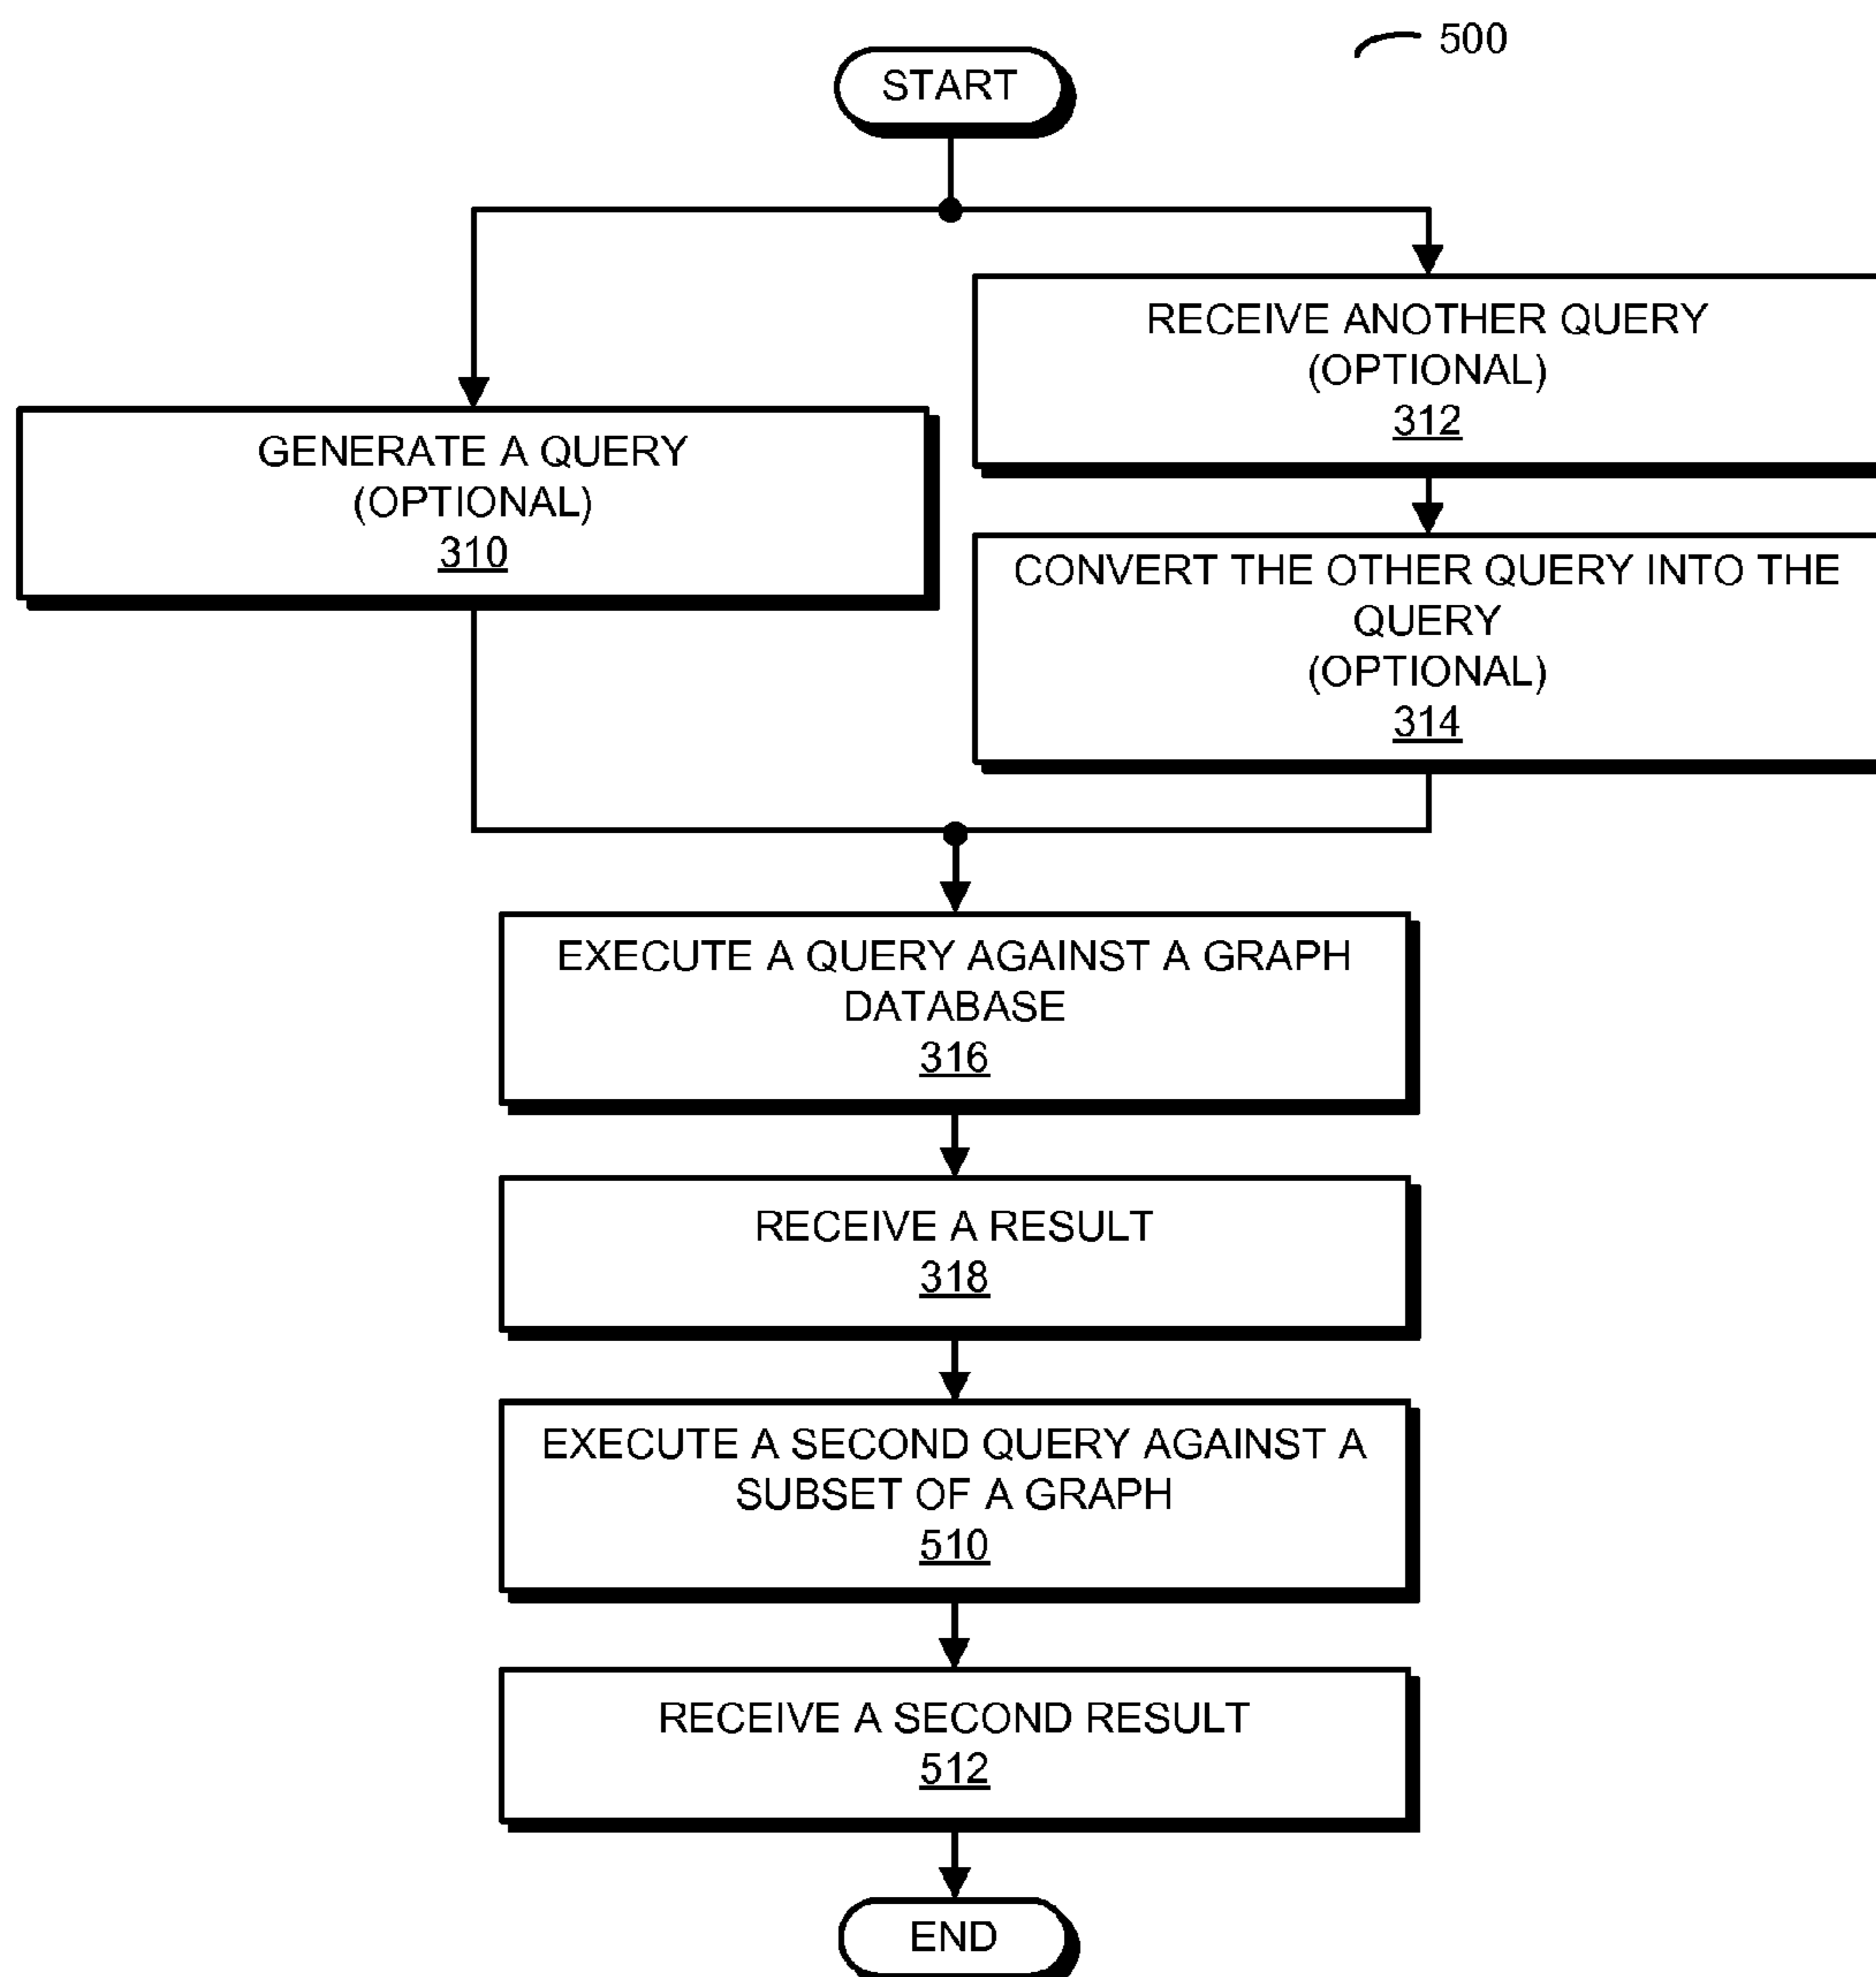 500
START
RECEIVE ANOTHER QUERY
(OPTIONAL)
312
GENERATE A QUERY
(OPTIONAL)
310
CONVERT THE OTHER QUERY INTO THE
QUERY
(OPTIONAL)
314
EXECUTE A QUERY AGAINST A GRAPH
DATABASE
316
RECEIVE A RESULT
318
EXECUTE A SECOND QUERY AGAINST A
SUBSET OF A GRAPH
510
RECEIVE A SECOND RESULT
512
END